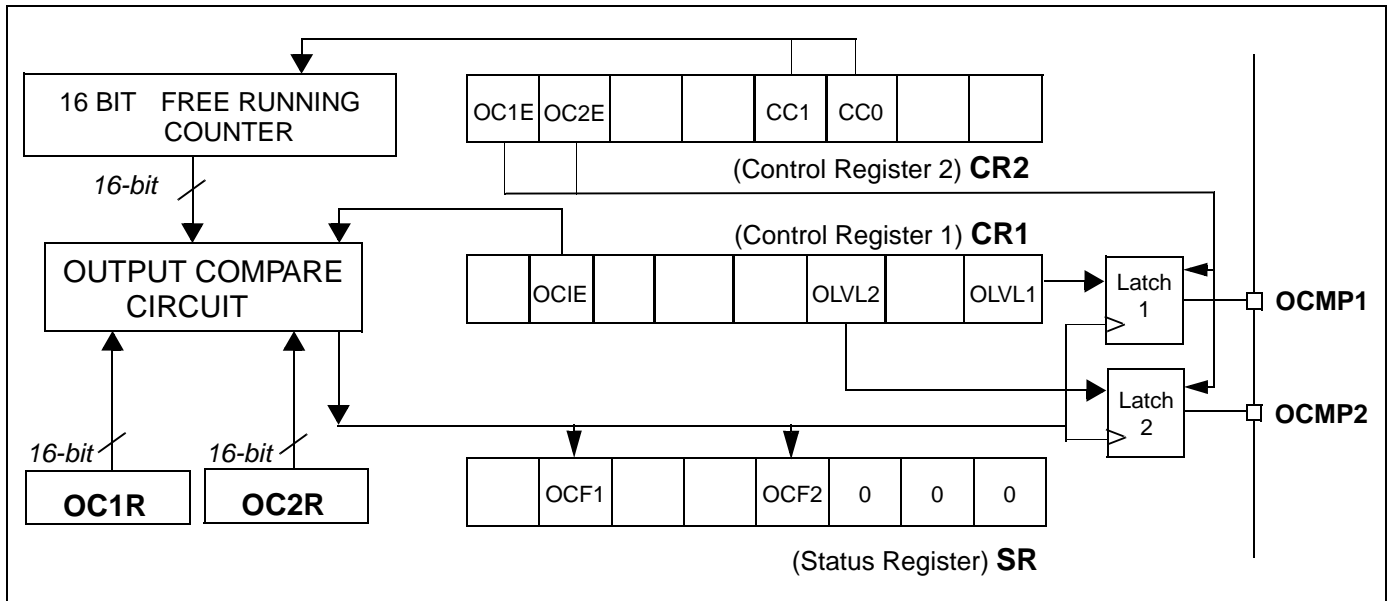 16 BIT FREE RUNNING
COUNTER
OC1E OC2E CC1 CC0
(Control Register 2) CR2
16-bit
(Control Register 1) CR1
OUTPUT COMPARE
CIRCUIT
OCIE OLVL2 OLVL1
Latch
1
OCMP1
Latch
2
OCMP2
16-bit
16-bit
OC1R
OC2R
OCF1 OCF2 0 0 0
(Status Register) SR